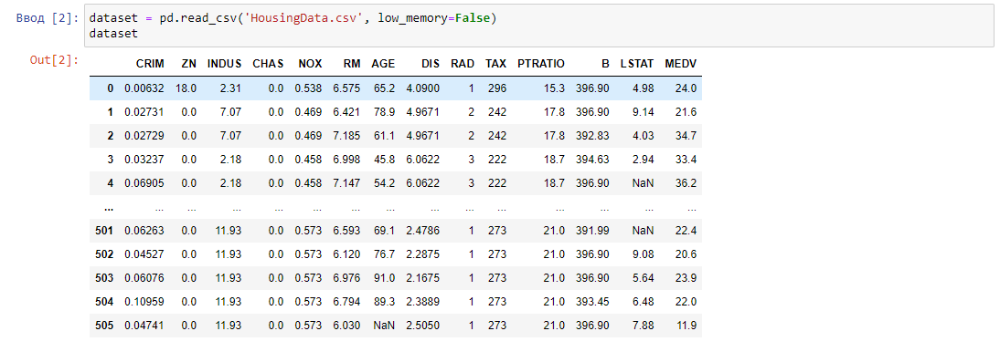 Ввод [2]: dataset = pd.read_csv('HousingData.csv', low_memory=False)
dataset
Out[2]:
CRIM ZN INDUS CHAS NOX RM AGE DIS RAD TAX PTRATIO B LSTAT MEDV
0 0.00632 18.0 2.31 0.0 0.538 6.575 65.2 4.0900 1 296 15.3 396.90 4.98 24.0
1 0.02731 0.0 7.07 0.0 0.469 6.421 78.9 4.9671 2 242 17.8 396.90 9.14 21.6
2 0.02729 0.0 7.07 0.0 0.469 7.185 61.1 4.9671 2 242 17.8 392.83 4.03 34.7
3 0.03237 0.0 2.18 0.0 0.458 6.998 45.8 6.0622 3 222 18.7 394.63 2.94 33.4
4 0.06905 0.0 2.18 0.0 0.458 7.147 54.2 6.0622 3 222 18.7 396.90 NaN 36.2
... ... ... ... ... ... ... ... ... ... ... ... ... ... ...
501 0.06263 0.0 11.93 0.0 0.573 6.593 69.1 2.4786 1 273 21.0 391.99 NaN 22.4
502 0.04527 0.0 11.93 0.0 0.573 6.120 76.7 2.2875 1 273 21.0 396.90 9.08 20.6
503 0.06076 0.0 11.93 0.0 0.573 6.976 91.0 2.1675 1 273 21.0 396.90 5.64 23.9
504 0.10959 0.0 11.93 0.0 0.573 6.794 89.3 2.3889 1 273 21.0 393.45 6.48 22.0
505 0.04741 0.0 11.93 0.0 0.573 6.030 NaN 2.5050 1 273 21.0 396.90 7.88 11.9